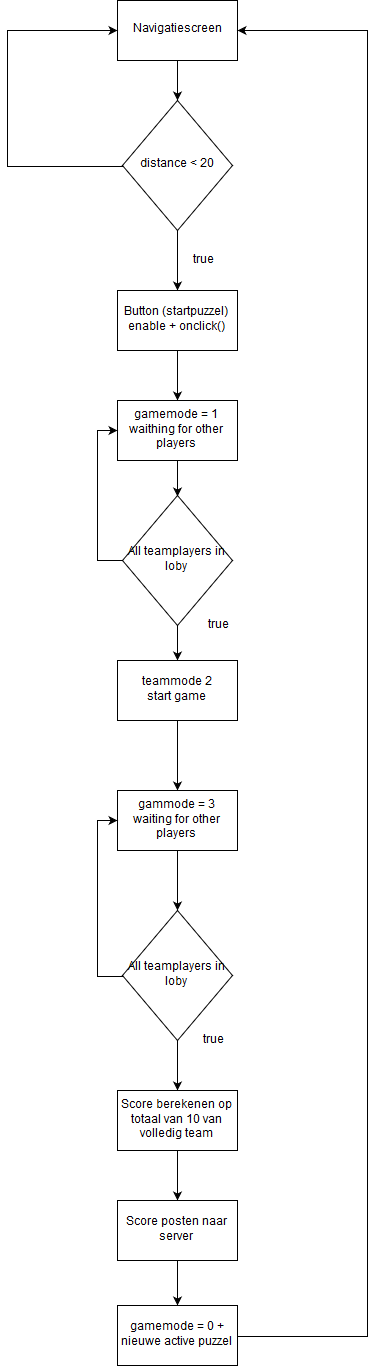 Navigatiescreen
distance < 20
true
Button (startpuzzel)
enable + onclick()
gamemode = 1
waithing for other
players
All teamplayers in
loby
true
teammode 2
start game
gammode = 3
waiting for other
players
All teamplayers in
loby
true
Score berekenen op
totaal van 10 van
volledig team
Score posten naar
server
gamemode = 0 +
nieuwe active puzzel